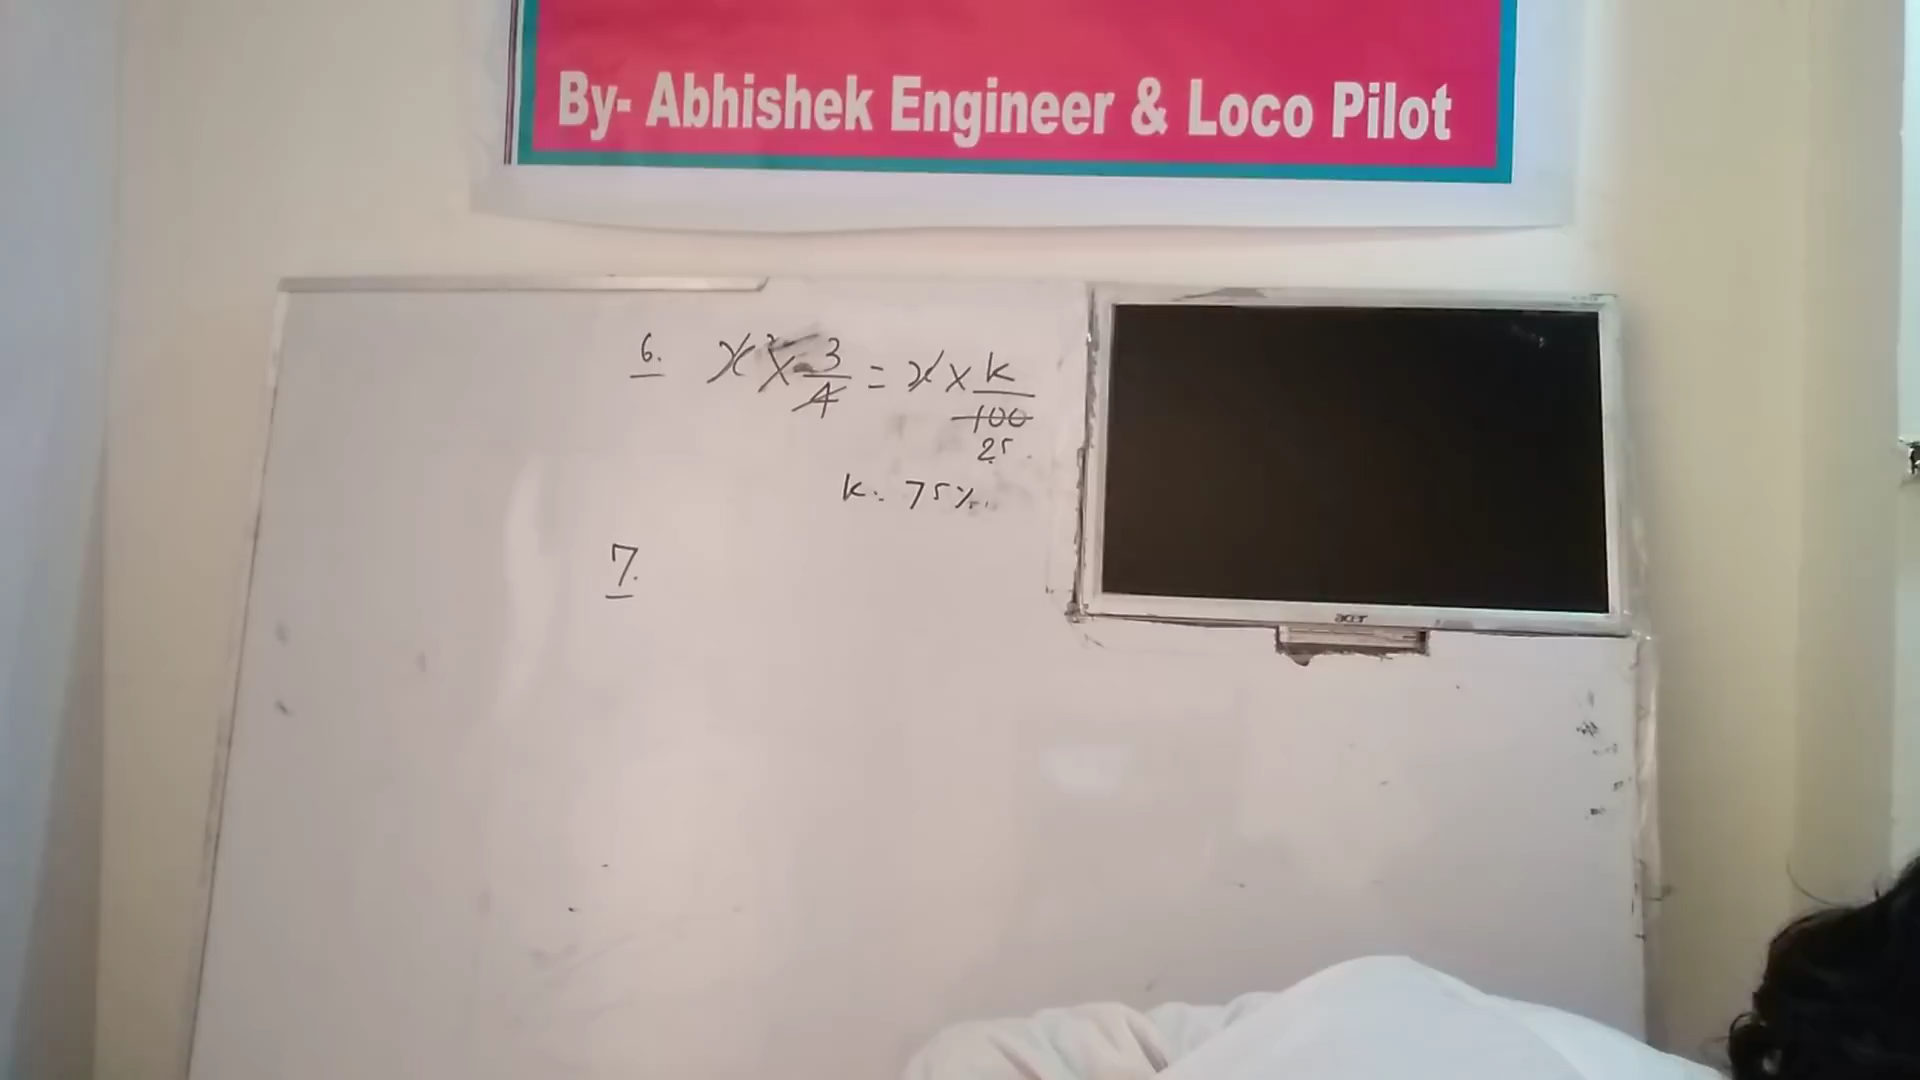 By- Abhishek Engineer & Loco Pilot
6. x × 3/4 = x × k/100
25
k = 75%
7.
acer